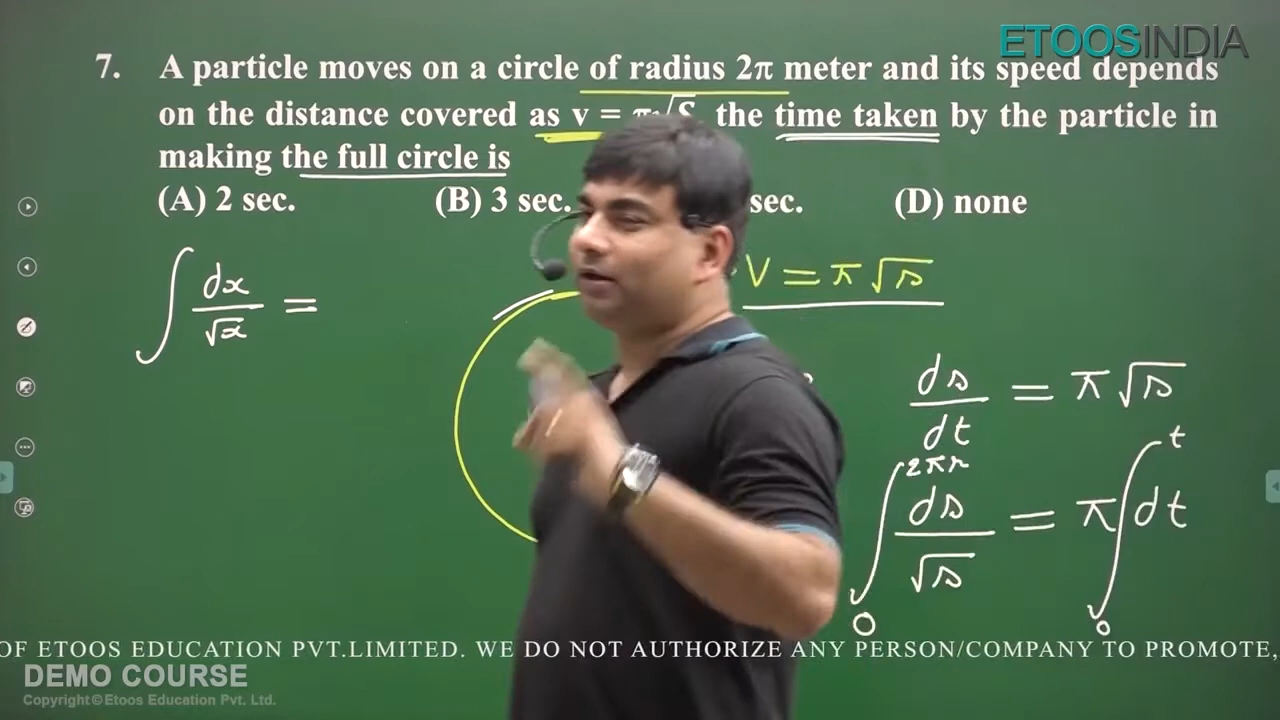 ETOOSINDIA
7. A particle moves on a circle of radius 2π meter and its speed depends
on the distance covered as v = π√S the time taken by the particle in
making the full circle is
(A) 2 sec. (B) 3 sec. sec. (D) none
∫ dx/√x =
V = π√s
ds/dt = π√s
∫₀^2πr ds/√s = π ∫₀^t dt
OF ETOOS EDUCATION PVT.LIMITED. WE DO NOT AUTHORIZE ANY PERSON/COMPANY TO PROMOTE,
DEMO COURSE
Copyright©Etoos Education Pvt. Ltd.